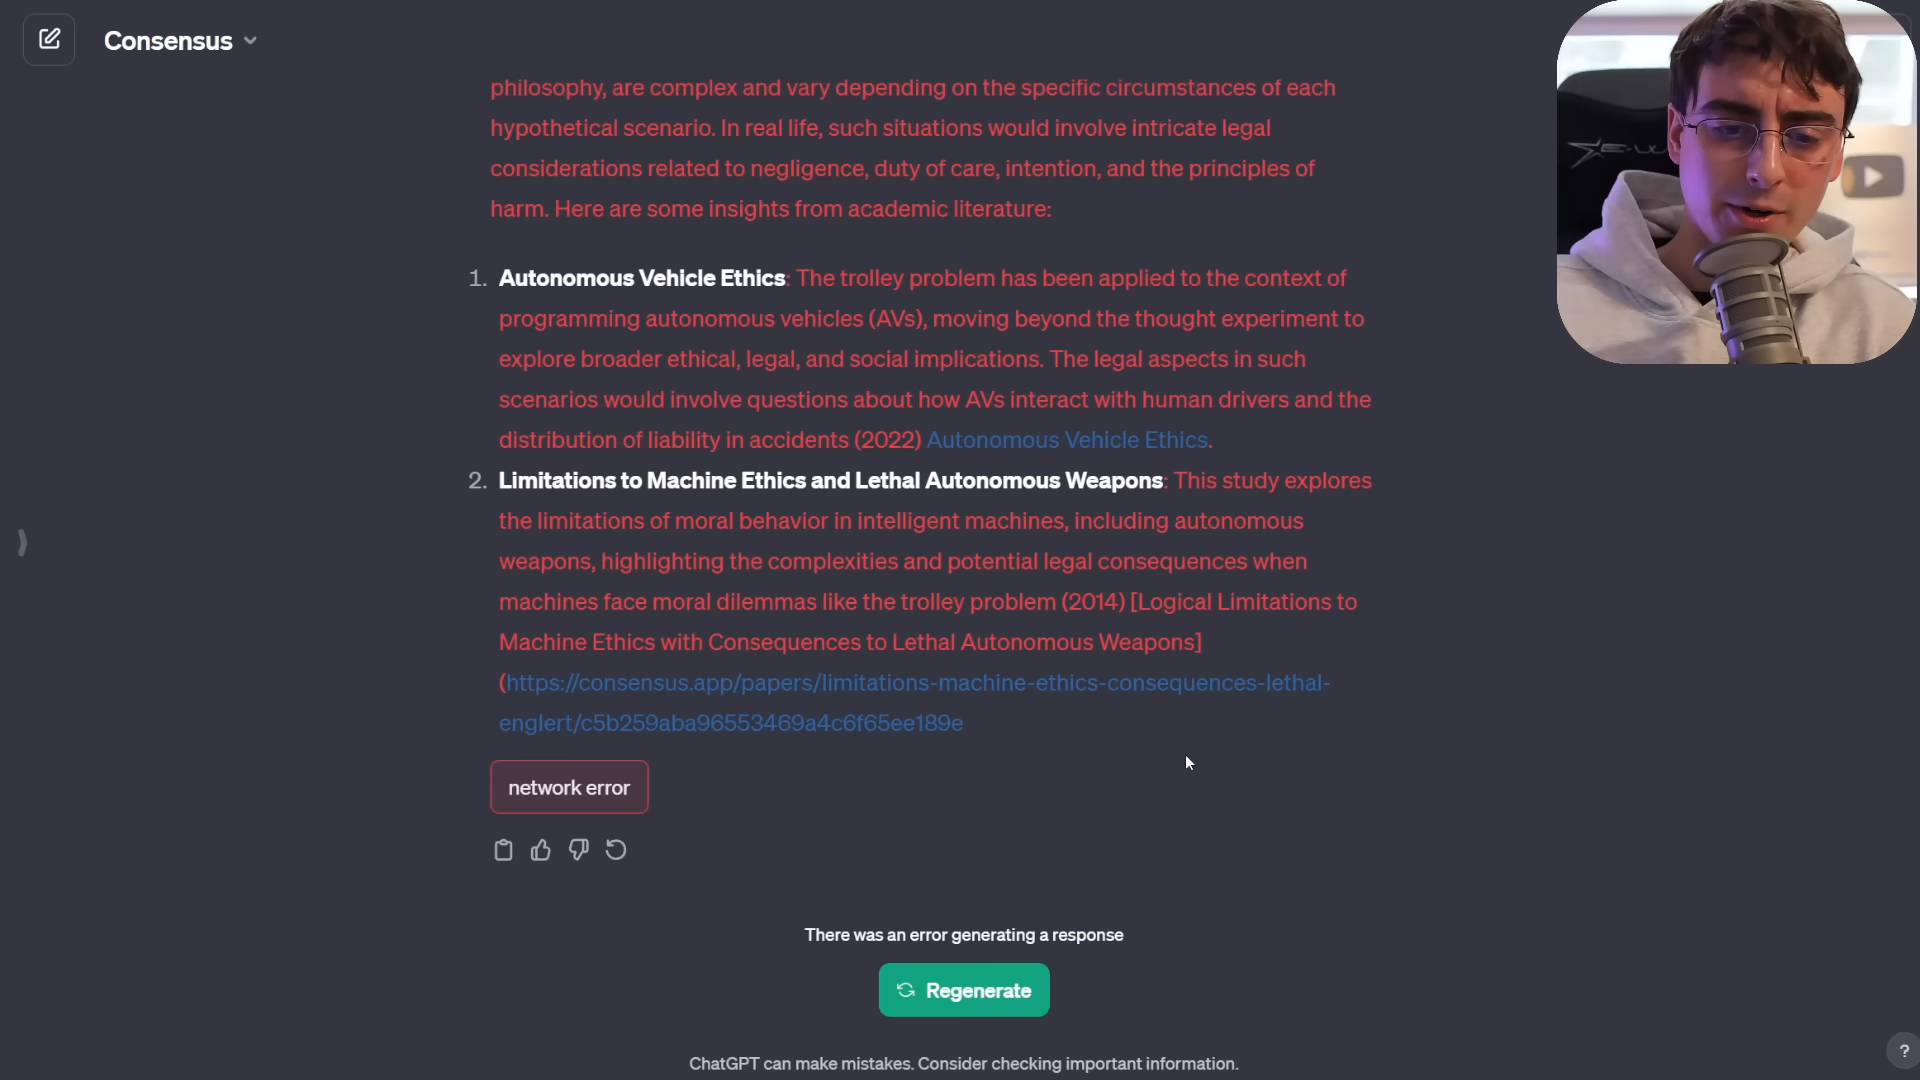 Consensus
philosophy, are complex and vary depending on the specific circumstances of each
hypothetical scenario. In real life, such situations would involve intricate legal
considerations related to negligence, duty of care, intention, and the principles of
harm. Here are some insights from academic literature:
1. Autonomous Vehicle Ethics: The trolley problem has been applied to the context of
programming autonomous vehicles (AVs), moving beyond the thought experiment to
explore broader ethical, legal, and social implications. The legal aspects in such
scenarios would involve questions about how AVs interact with human drivers and the
distribution of liability in accidents (2022) Autonomous Vehicle Ethics.
2. Limitations to Machine Ethics and Lethal Autonomous Weapons: This study explores
the limitations of moral behavior in intelligent machines, including autonomous
weapons, highlighting the complexities and potential legal consequences when
machines face moral dilemmas like the trolley problem (2014) [Logical Limitations to
Machine Ethics with Consequences to Lethal Autonomous Weapons]
(https://consensus.app/papers/limitations-machine-ethics-consequences-lethal-
englert/c5b259aba96553469a4c6f65ee189e
network error
There was an error generating a response
Regenerate
ChatGPT can make mistakes. Consider checking important information.
?